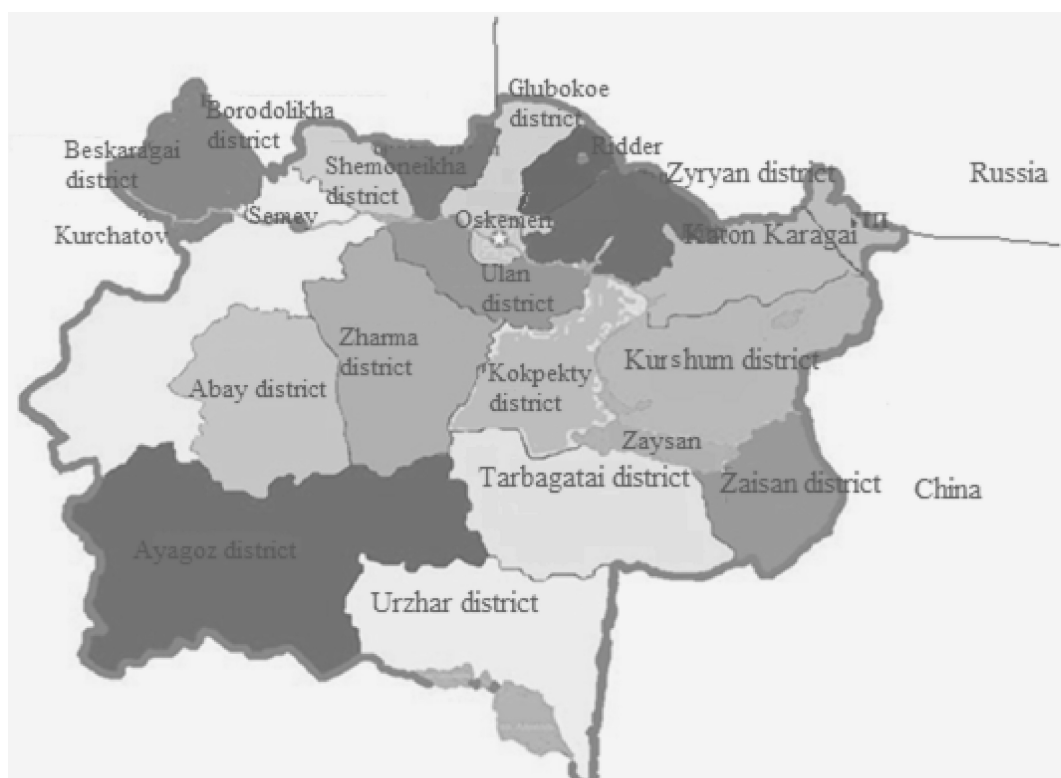 Glubokoe
district
Borodolikha
district
Beskaragai
district
Shemoneikha
district
Ridder
Zyryan district
Russia
Kurchatov
Semey
Oskemen
Katon Karagai
Ulan
district
Zharma
district
Kurshum district
Abay district
Kokpekty
district
Zaysan
Tarbagatai district
Zaisan district
China
Ayagoz district
Urzhar district